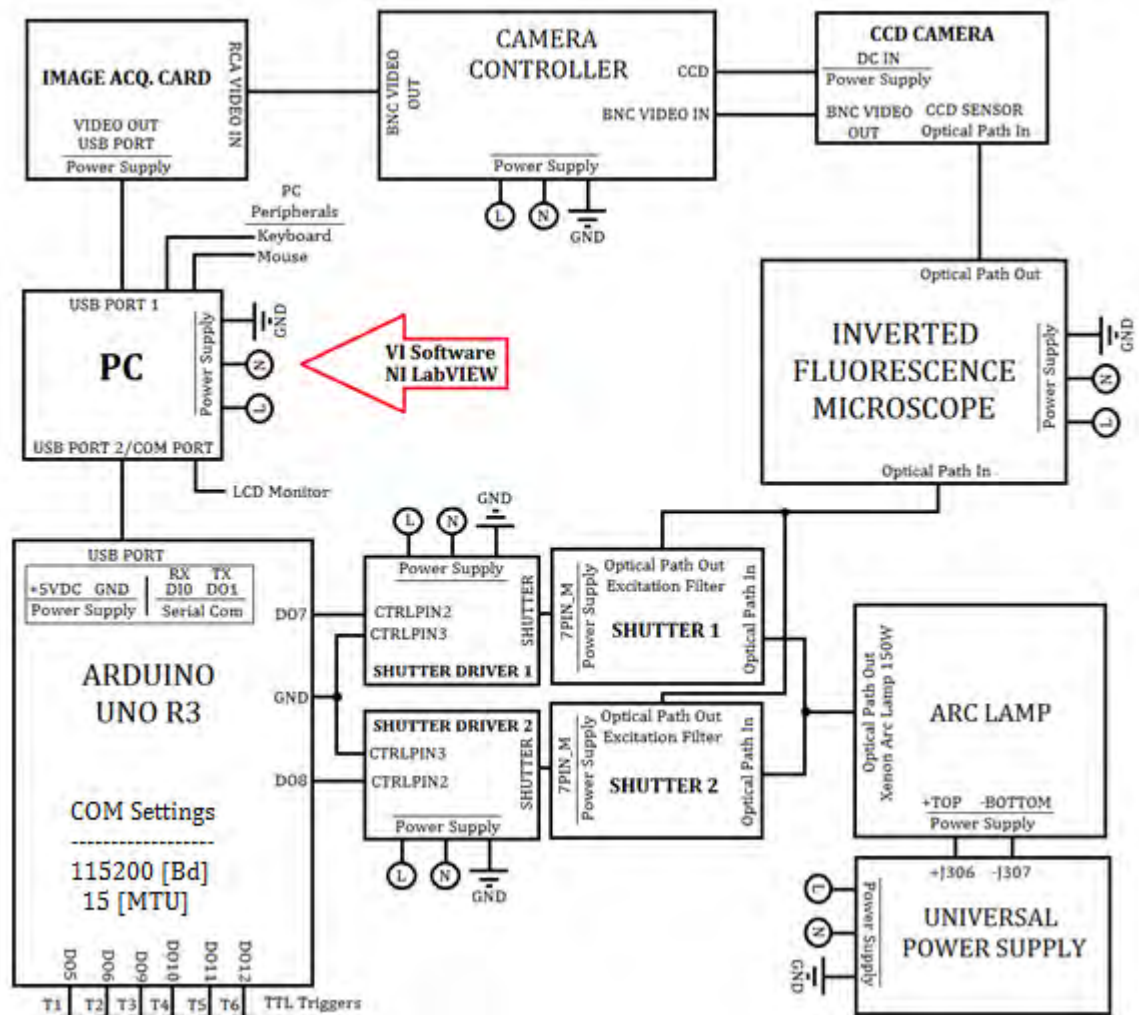 IMAGE ACQ. CARD
VIDEO OUT
USB PORT
Power Supply
RCA VIDEO IN
CAMERA
CONTROLLER
BNC VIDEO
OUT
CCD
BNC VIDEO IN
Power Supply
L
N
GND
CCD CAMERA
DC IN
Power Supply
BNC VIDEO
OUT
CCD SENSOR
Optical Path In
PC
Peripherals
Keyboard
Mouse
USB PORT 1
PC
Power Supply
GND
N
L
USB PORT 2/COM PORT
LCD Monitor
VI Software
NI LabVIEW
Optical Path Out
INVERTED
FLUORESCENCE
MICROSCOPE
Power Supply
GND
N
L
Optical Path In
USB PORT
+5VDC GND
Power Supply
RX TX
DI0 DO1
Serial Com
ARDUINO
UNO R3
COM Settings
-------------------
115200 [Bd]
15 [MTU]
DO7
GND
DO8
DO5
DO6
DO9
DO10
DO11
DO12
T1
T2
T3
T4
T5
T6
TTL Triggers
L
N
GND
Power Supply
CTRLPIN2
CTRLPIN3
SHUTTER
SHUTTER DRIVER 1
SHUTTER DRIVER 2
CTRLPIN3
CTRLPIN2
SHUTTER
Power Supply
L
N
GND
7PIN_M
Power Supply
Optical Path Out
Excitation Filter
SHUTTER 1
Optical Path In
7PIN_M
Power Supply
Optical Path Out
Excitation Filter
SHUTTER 2
Optical Path In
Optical Path Out
Xenon Arc Lamp 150W
ARC LAMP
+TOP -BOTTOM
Power Supply
+J306 -J307
L
N
GND
Power Supply
UNIVERSAL
POWER SUPPLY